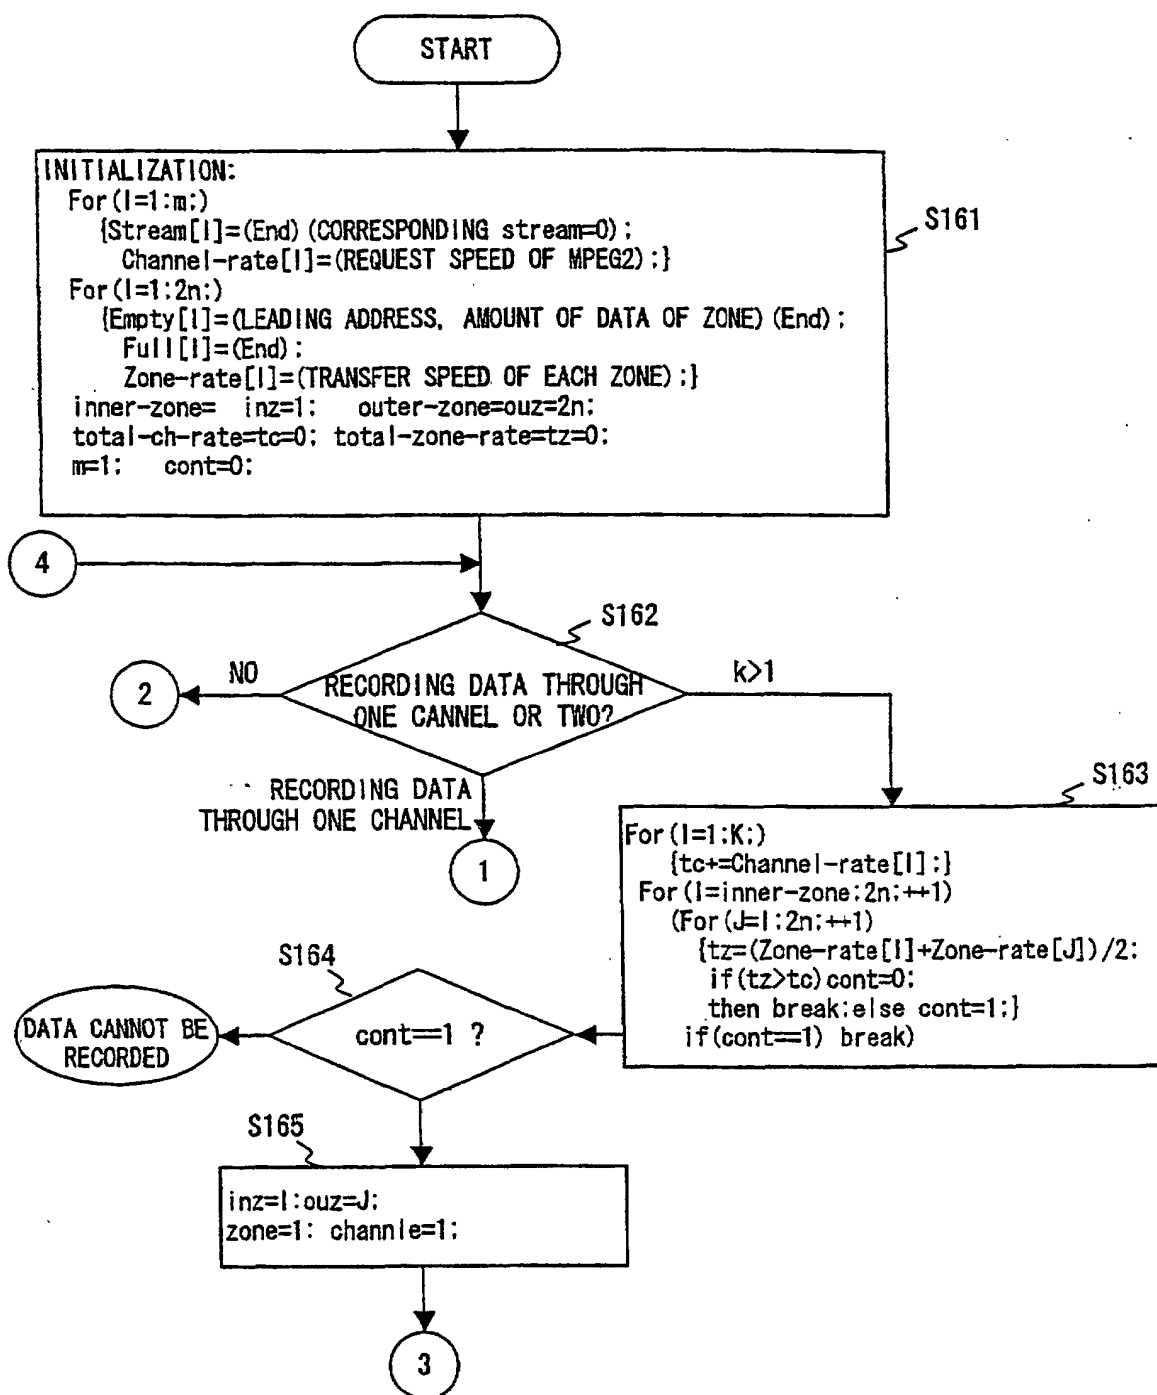 START
INITIALIZATION:
For(I=1:m:)
{Stream[I]=(End)(CORRESPONDING stream=0);
Channel-rate[I]=(REQUEST SPEED OF MPEG2);}
For(I=1:2n;)
{Empty[I]=(LEADING ADDRESS, AMOUNT OF DATA OF ZONE)(End);
Full[I]=(End);
Zone-rate[I]=(TRANSFER SPEED OF EACH ZONE);}
inner-zone= inz=1; outer-zone=ouz=2n;
total-ch-rate=tc=0; total-zone-rate=tz=0;
m=1; cont=0;
S161
4
S162
NO
2
RECORDING DATA THROUGH
ONE CANNEL OR TWO?
k>1
RECORDING DATA
THROUGH ONE CHANNEL
1
S163
For(I=1:K;)
{tc+=Channel-rate[I];}
For(I=inner-zone;2n;++1)
(For(J=I;2n;++1)
{tz=(Zone-rate[I]+Zone-rate[J])/2;
if(tz>tc)cont=0;
then break;else cont=1;}
if(cont==1) break)
S164
DATA CANNOT BE
RECORDED
cont==1 ?
S165
inz=I;ouz=J;
zone=1; channle=1;
3